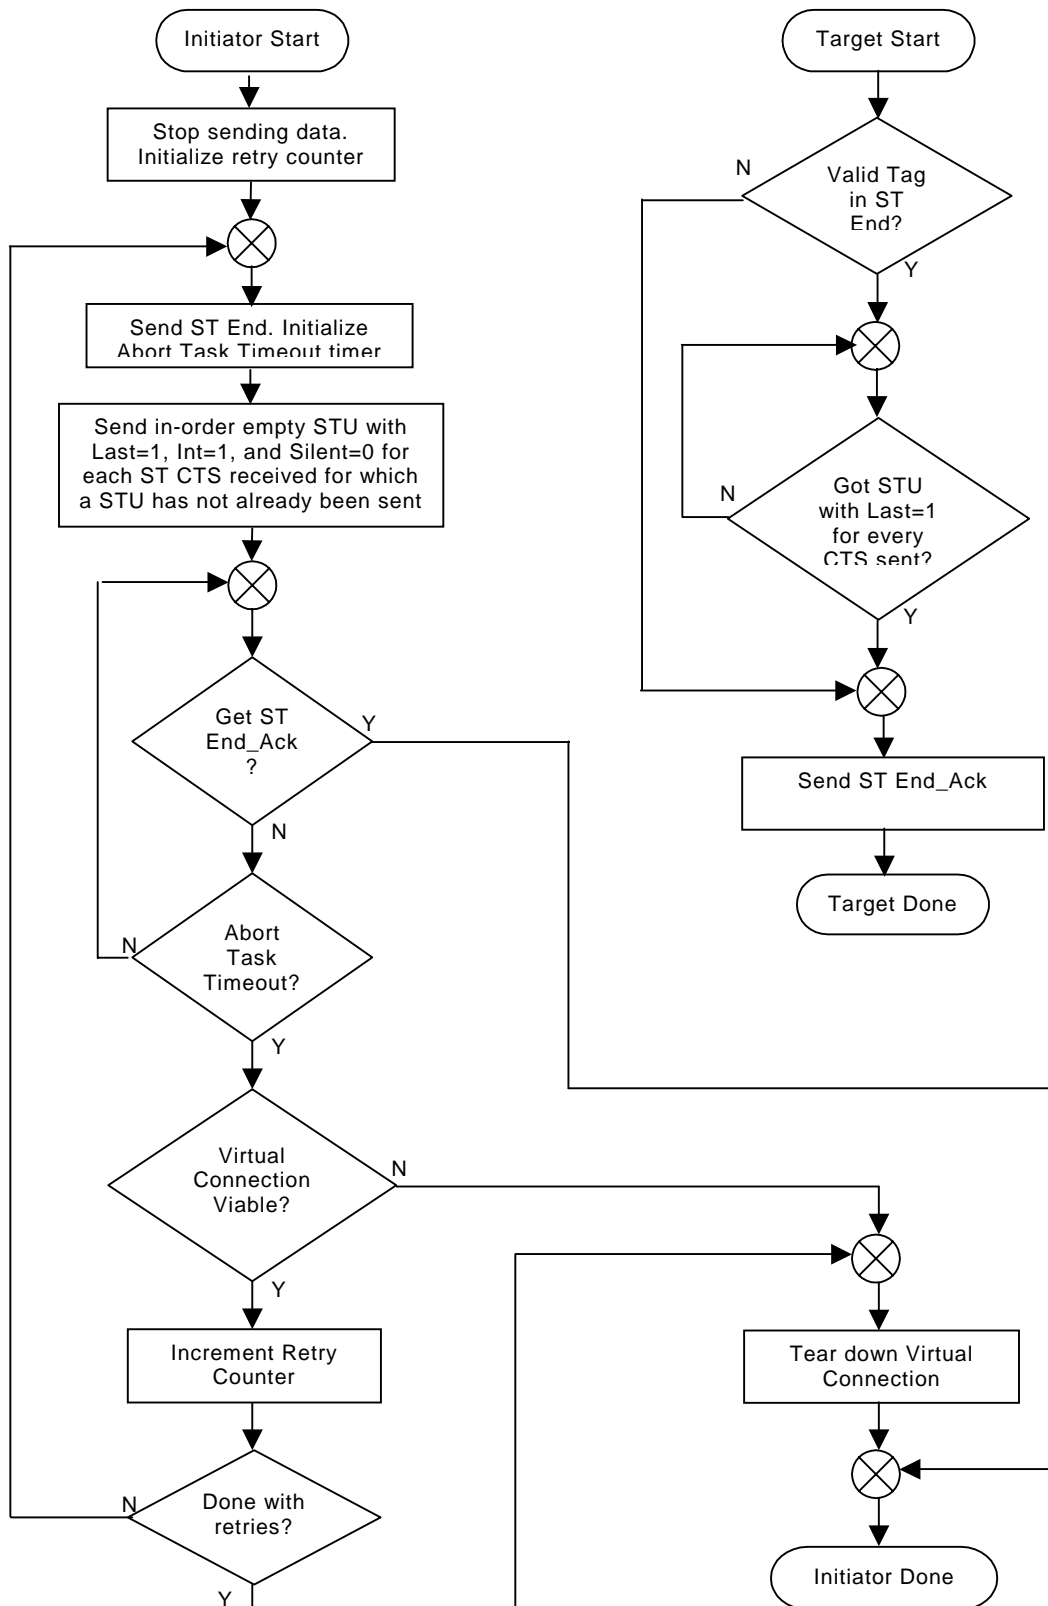 Initiator Start
Stop sending data.
Initialize retry counter
Send ST End. Initialize
Abort Task Timeout timer
Send in-order empty STU with
Last=1, Int=1, and Silent=0 for
each ST CTS received for which
a STU has not already been sent
Get ST
End_Ack
?
Y
N
Abort
Task
Timeout?
N
Y
Virtual
Connection
Viable?
N
Y
Increment Retry
Counter
Done with
retries?
N
Y
Target Start
Valid Tag
in ST
End?
N
Y
Got STU
with Last=1
for every
CTS sent?
N
Y
Send ST End_Ack
Target Done
Tear down Virtual
Connection
Initiator Done